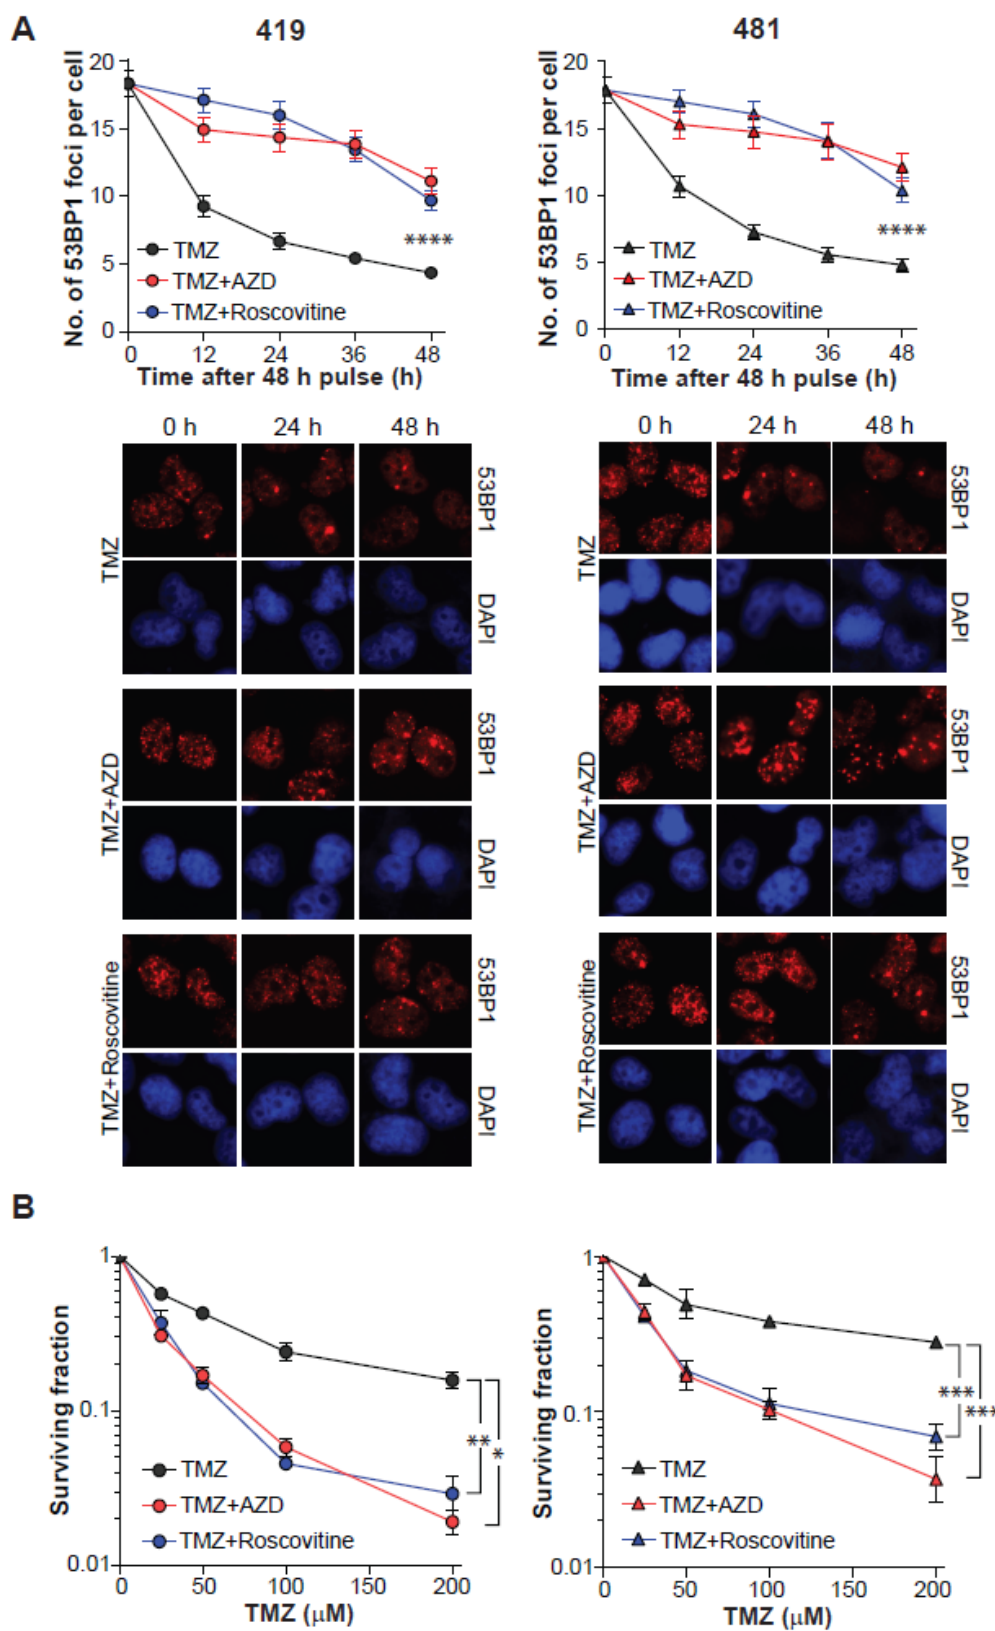 A
419
481
No. of 53BP1 foci per cell
20
15
10
5
0
****
TMZ
TMZ+AZD
TMZ+Roscovitine
0 12 24 36 48
Time after 48 h pulse (h)
No. of 53BP1 foci per cell
20
15
10
5
0
****
TMZ
TMZ+AZD
TMZ+Roscovitine
0 12 24 36 48
Time after 48 h pulse (h)
0 h 24 h 48 h
TMZ
53BP1
DAPI
TMZ+AZD
53BP1
DAPI
TMZ+Roscovitine
53BP1
DAPI
0 h 24 h 48 h
TMZ
53BP1
DAPI
TMZ+AZD
53BP1
DAPI
TMZ+Roscovitine
53BP1
DAPI
B
Surviving fraction
1
0.1
0.01
**
*
TMZ
TMZ+AZD
TMZ+Roscovitine
0 50 100 150 200
TMZ (μM)
Surviving fraction
1
0.1
0.01
***
***
TMZ
TMZ+AZD
TMZ+Roscovitine
0 50 100 150 200
TMZ (μM)